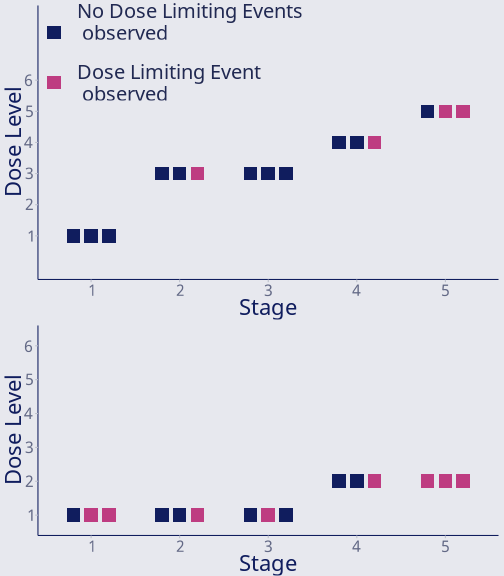 No Dose Limiting Events
observed
Dose Limiting Event
observed
Dose Level
6
5
4
3
2
1
1 2 3 4 5
Stage
Dose Level
6
5
4
3
2
1
1 2 3 4 5
Stage